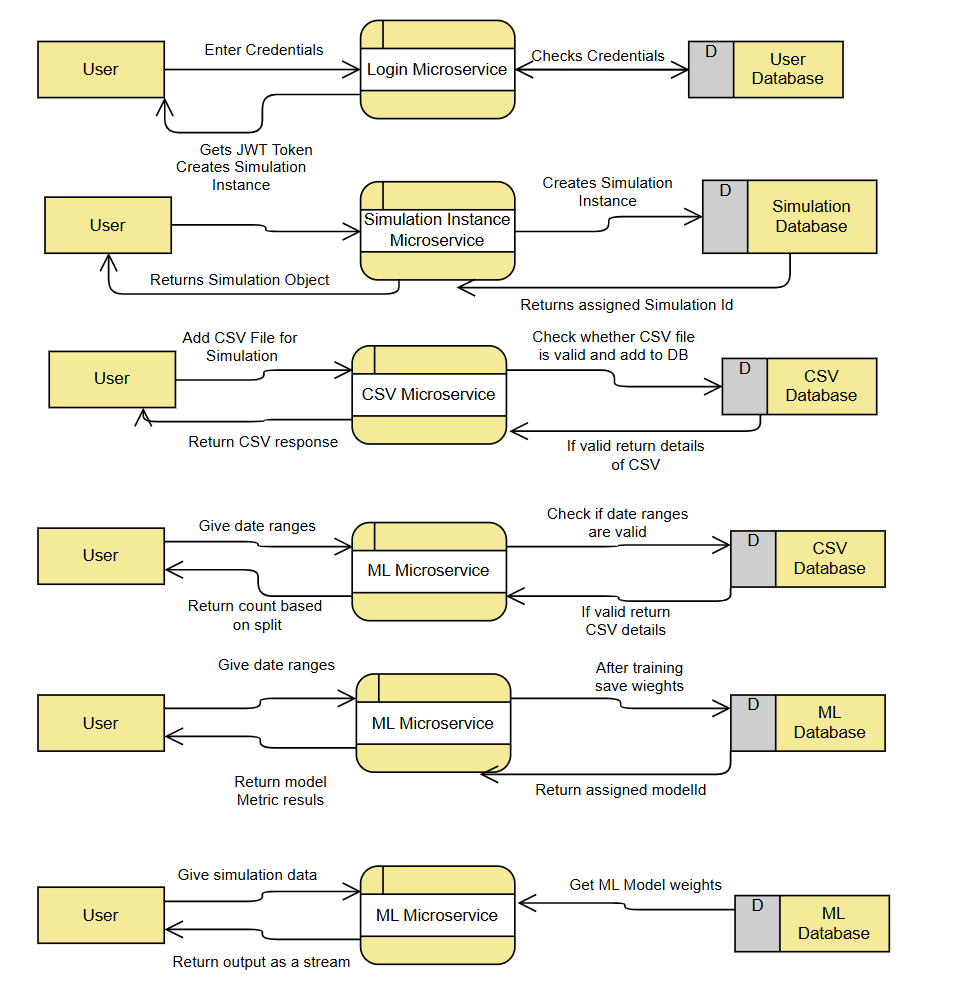 Enter Credentials
User
Login Microservice
Checks Credentials
D
User
Database
Gets JWT Token
Creates Simulation
Instance
User
Simulation Instance
Microservice
Creates Simulation
Instance
D
Simulation
Database
Returns Simulation Object
Returns assigned Simulation Id
Add CSV File for
Simulation
User
CSV Microservice
Check whether CSV file
is valid and add to DB
D
CSV
Database
Return CSV response
If valid return details
of CSV
Give date ranges
User
ML Microservice
Check if date ranges
are valid
D
CSV
Database
Return count based
on split
If valid return
CSV details
Give date ranges
User
ML Microservice
After training
save wieghts
D
ML
Database
Return model
Metric resuls
Return assigned modelId
Give simulation data
User
ML Microservice
Get ML Model weights
D
ML
Database
Return output as a stream